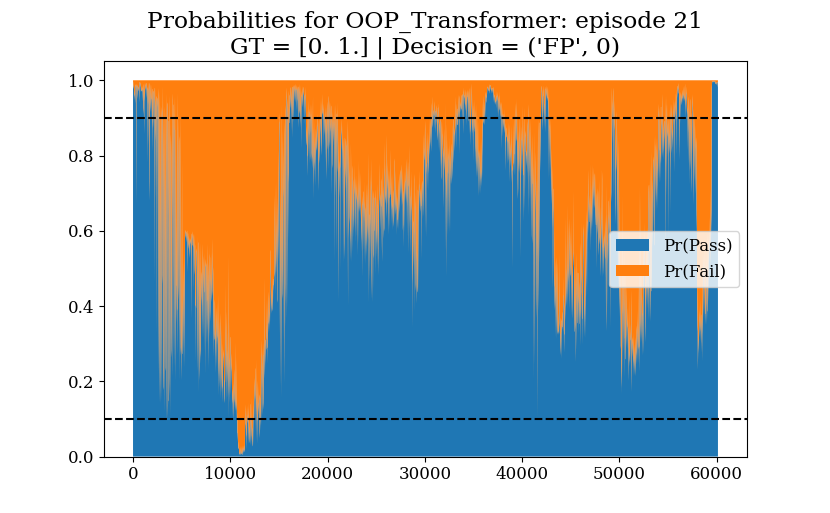 Probabilities for OOP_Transformer: episode 21
GT = [0. 1.] | Decision = ('FP', 0)
1.0
0.8
0.6
0.4
0.2
0.0
Pr(Pass)
Pr(Fail)
0 10000 20000 30000 40000 50000 60000